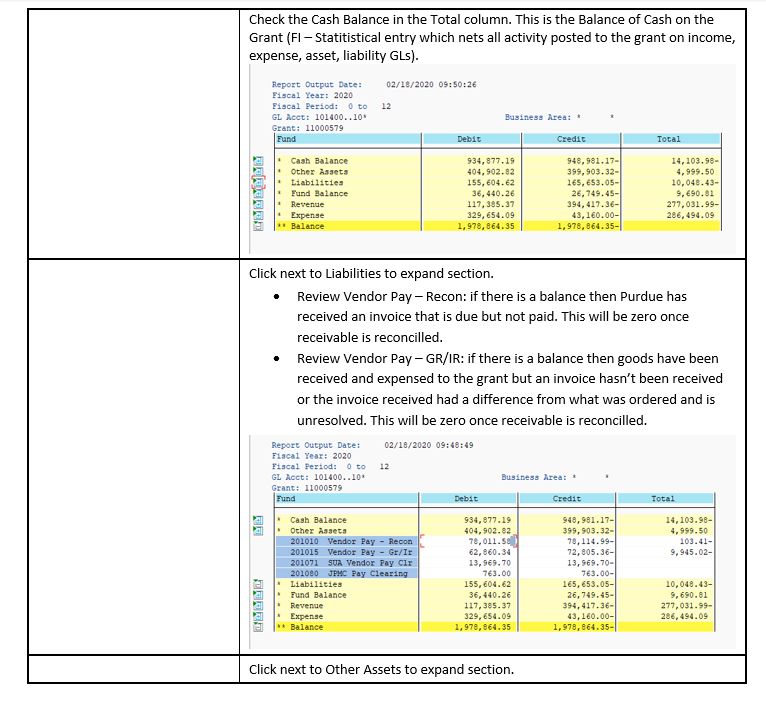 Check the Cash Balance in the Total column. This is the Balance of Cash on the
Grant (FI – Statitistical entry which nets all activity posted to the grant on income,
expense, asset, liability GLs).
Report Output Date: 02/18/2020 09:50:26
Fiscal Year: 2020
Fiscal Period: 0 to 12
GL Acct: 101400..10* Business Area: * *
Grant: 11000579
Fund Debit Credit Total
* Cash Balance 934,877.19 948,981.17- 14,103.98-
* Other Assets 404,902.82 399,903.32- 4,999.50
* Liabilities 155,604.62 165,653.05- 10,048.43-
* Fund Balance 36,440.26 26,749.45- 9,690.81
* Revenue 117,385.37 394,417.36- 277,031.99-
* Expense 329,654.09 43,160.00- 286,494.09
** Balance 1,978,864.35 1,978,864.35-
Click next to Liabilities to expand section.
• Review Vendor Pay – Recon: if there is a balance then Purdue has
received an invoice that is due but not paid. This will be zero once
receivable is reconcilled.
• Review Vendor Pay – GR/IR: if there is a balance then goods have been
received and expensed to the grant but an invoice hasn’t been received
or the invoice received had a difference from what was ordered and is
unresolved. This will be zero once receivable is reconcilled.
Report Output Date: 02/18/2020 09:48:49
Fiscal Year: 2020
Fiscal Period: 0 to 12
GL Acct: 101400..10* Business Area: * *
Grant: 11000579
Fund Debit Credit Total
* Cash Balance 934,877.19 948,981.17- 14,103.98-
* Other Assets 404,902.82 399,903.32- 4,999.50
201010 Vendor Pay - Recon 78,011.58 78,114.99- 103.41-
201015 Vendor Pay - Gr/Ir 62,860.34 72,805.36- 9,945.02-
201071 SUA Vendor Pay Clr 13,969.70 13,969.70-
201080 JPMC Pay Clearing 763.00 763.00-
* Liabilities 155,604.62 165,653.05- 10,048.43-
* Fund Balance 36,440.26 26,749.45- 9,690.81
* Revenue 117,385.37 394,417.36- 277,031.99-
* Expense 329,654.09 43,160.00- 286,494.09
** Balance 1,978,864.35 1,978,864.35-
Click next to Other Assets to expand section.